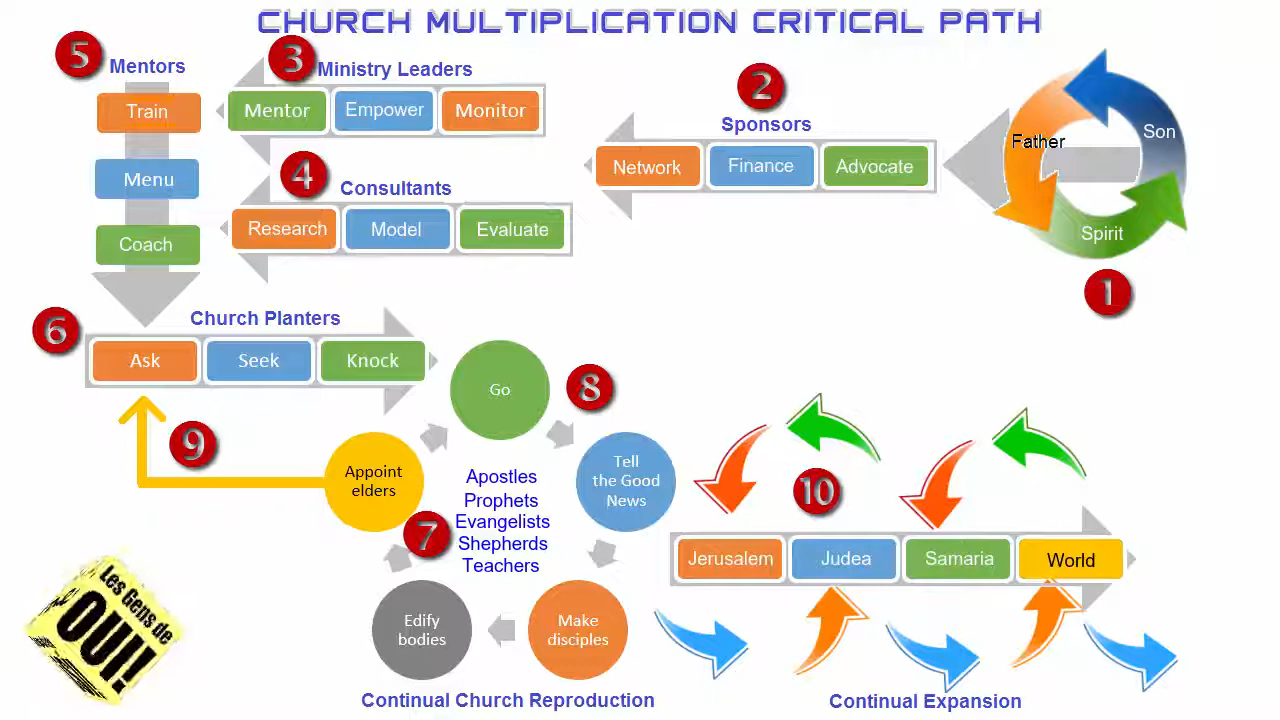 CHURCH MULTIPLICATION CRITICAL PATH
5
Mentors
Train
Menu
Coach
3
Ministry Leaders
Mentor
Empower
Monitor
4
Consultants
Research
Model
Evaluate
2
Sponsors
Network
Finance
Advocate
Father
Son
Spirit
1
6
Church Planters
Ask
Seek
Knock
Go
8
9
Appoint
elders
Tell
the Good
News
Apostles
Prophets
Evangelists
Shepherds
Teachers
7
Edify
bodies
Make
disciples
Continual Church Reproduction
10
Jerusalem
Judea
Samaria
World
Continual Expansion
Les Gens de
OUI!